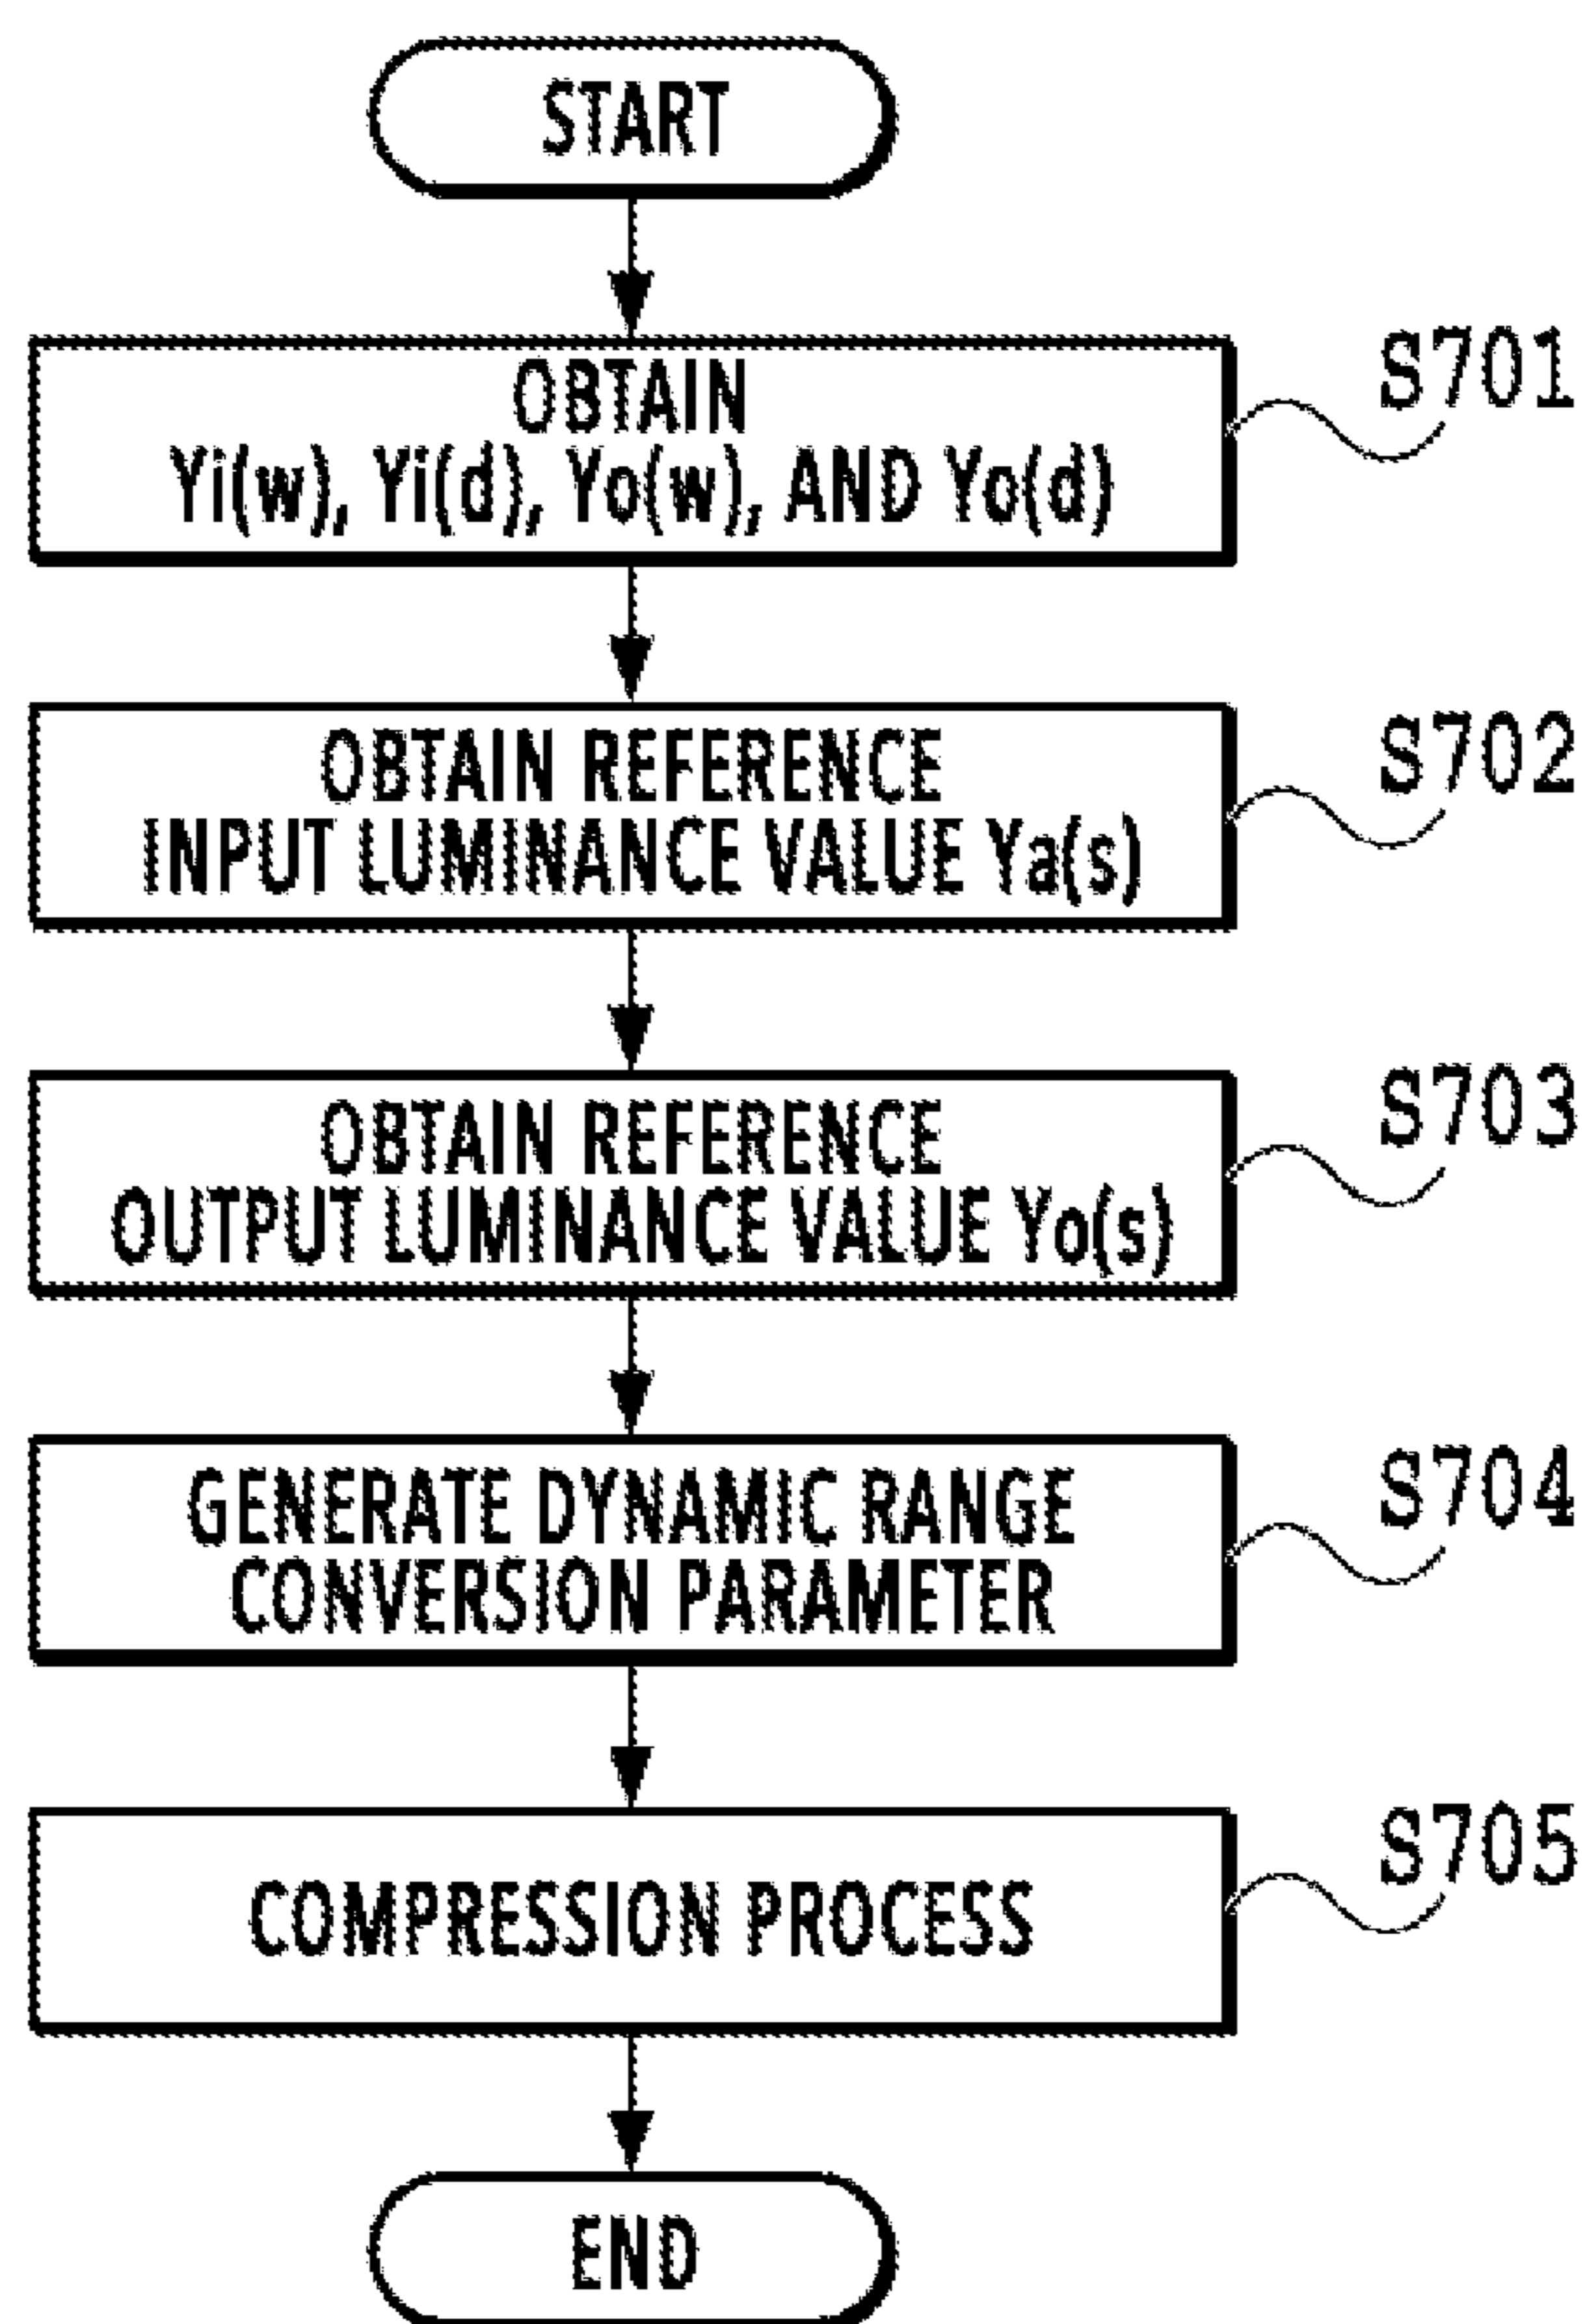 START
OBTAIN
Yi(w), Yi(d), Yo(w), AND Yo(d)
S701
OBTAIN REFERENCE
INPUT LUMINANCE VALUE Ya(s)
S702
OBTAIN REFERENCE
OUTPUT LUMINANCE VALUE Yo(s)
S703
GENERATE DYNAMIC RANGE
CONVERSION PARAMETER
S704
COMPRESSION PROCESS
S705
END